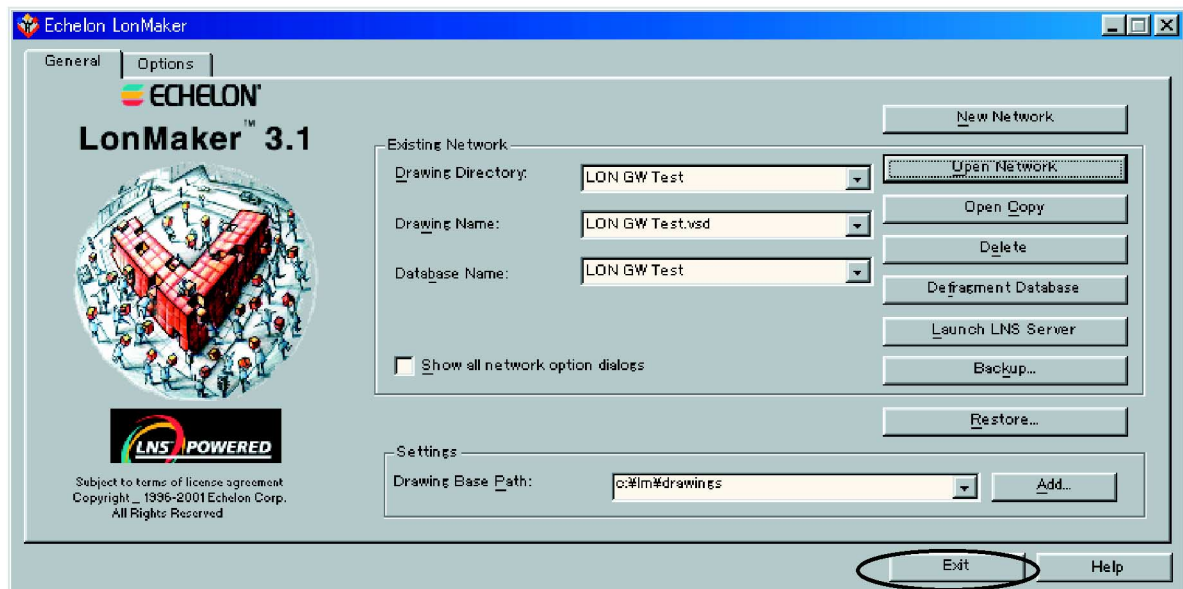 Echelon LonMaker
General
Options
ECHELON
LonMaker™ 3.1
LNS POWERED
Subject to terms of license agreement
Copyright _ 1996-2001 Echelon Corp.
All Rights Reserved
New Network
Existing Network
Drawing Directory:
LON GW Test
Open Network
Open Copy
Drawing Name:
LON GW Test.vsd
Delete
Database Name:
LON GW Test
Defragment Database
Launch LNS Server
Show all network option dialogs
Backup...
Restore...
Settings
Drawing Base Path:
c:¥lm¥drawings
Add...
Exit
Help